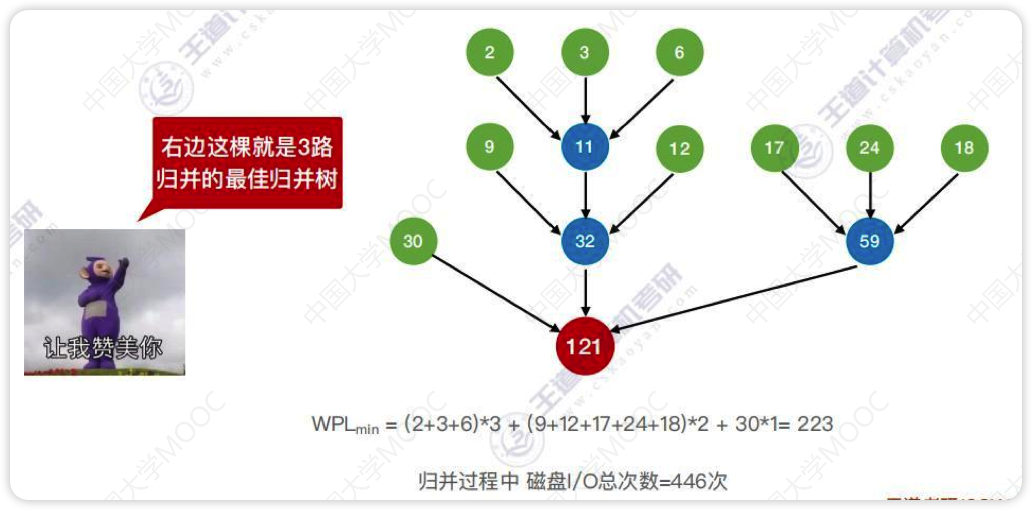 王道计算机考研
www.cskaoyan.com
中国大学MOOC
2 3 6
右边这棵就是3路
归并的最佳归并树
9 11 12 17 24 18
30 32 59
让我赞美你
121
WPLmin = (2+3+6)*3 + (9+12+17+24+18)*2 + 30*1= 223
归并过程中 磁盘I/O总次数=446次